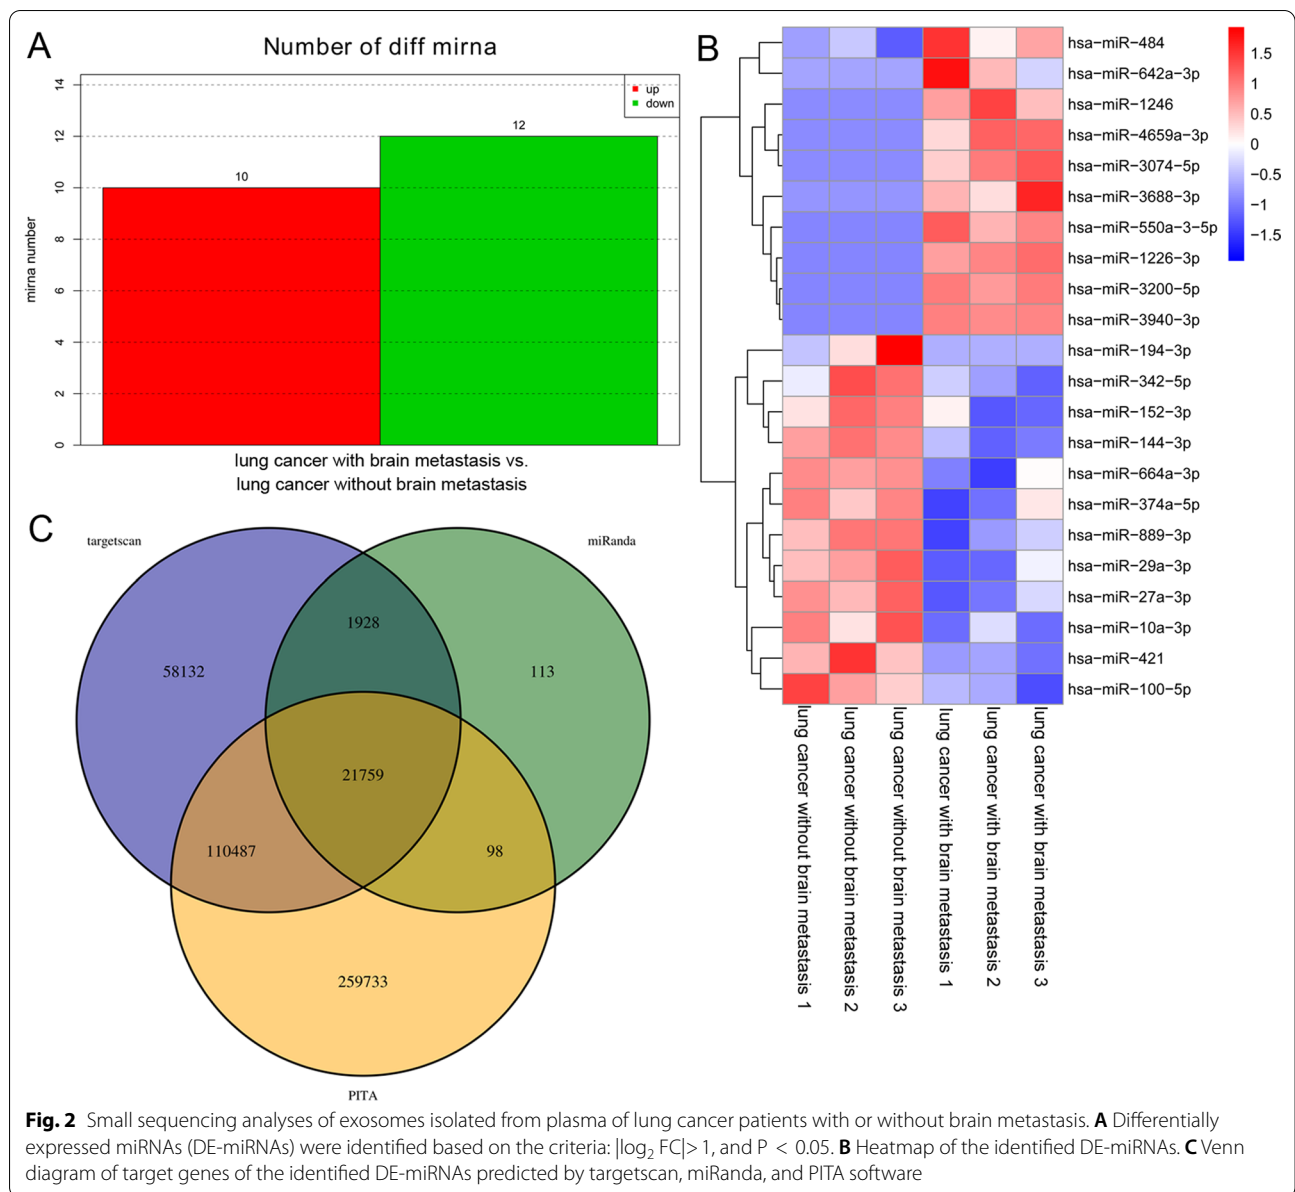 A
Number of diff mirna
mirna number
0
2
4
6
8
10
12
14
up
down
10
12
lung cancer with brain metastasis vs.
lung cancer without brain metastasis
B
hsa−miR−484
hsa−miR−642a−3p
hsa−miR−1246
hsa−miR−4659a−3p
hsa−miR−3074−5p
hsa−miR−3688−3p
hsa−miR−550a−3−5p
hsa−miR−1226−3p
hsa−miR−3200−5p
hsa−miR−3940−3p
hsa−miR−194−3p
hsa−miR−342−5p
hsa−miR−152−3p
hsa−miR−144−3p
hsa−miR−664a−3p
hsa−miR−374a−5p
hsa−miR−889−3p
hsa−miR−29a−3p
hsa−miR−27a−3p
hsa−miR−10a−3p
hsa−miR−421
hsa−miR−100−5p
1.5
1
0.5
0
−0.5
−1
−1.5
lung cancer without brain metastasis 1
lung cancer without brain metastasis 2
lung cancer without brain metastasis 3
lung cancer with brain metastasis 1
lung cancer with brain metastasis 2
lung cancer with brain metastasis 3
C
targetscan
miRanda
1928
58132
113
21759
110487
98
259733
PITA
Fig. 2 Small sequencing analyses of exosomes isolated from plasma of lung cancer patients with or without brain metastasis. A Differentially
expressed miRNAs (DE-miRNAs) were identified based on the criteria: |log₂ FC|> 1, and P < 0.05. B Heatmap of the identified DE-miRNAs. C Venn
diagram of target genes of the identified DE-miRNAs predicted by targetscan, miRanda, and PITA software